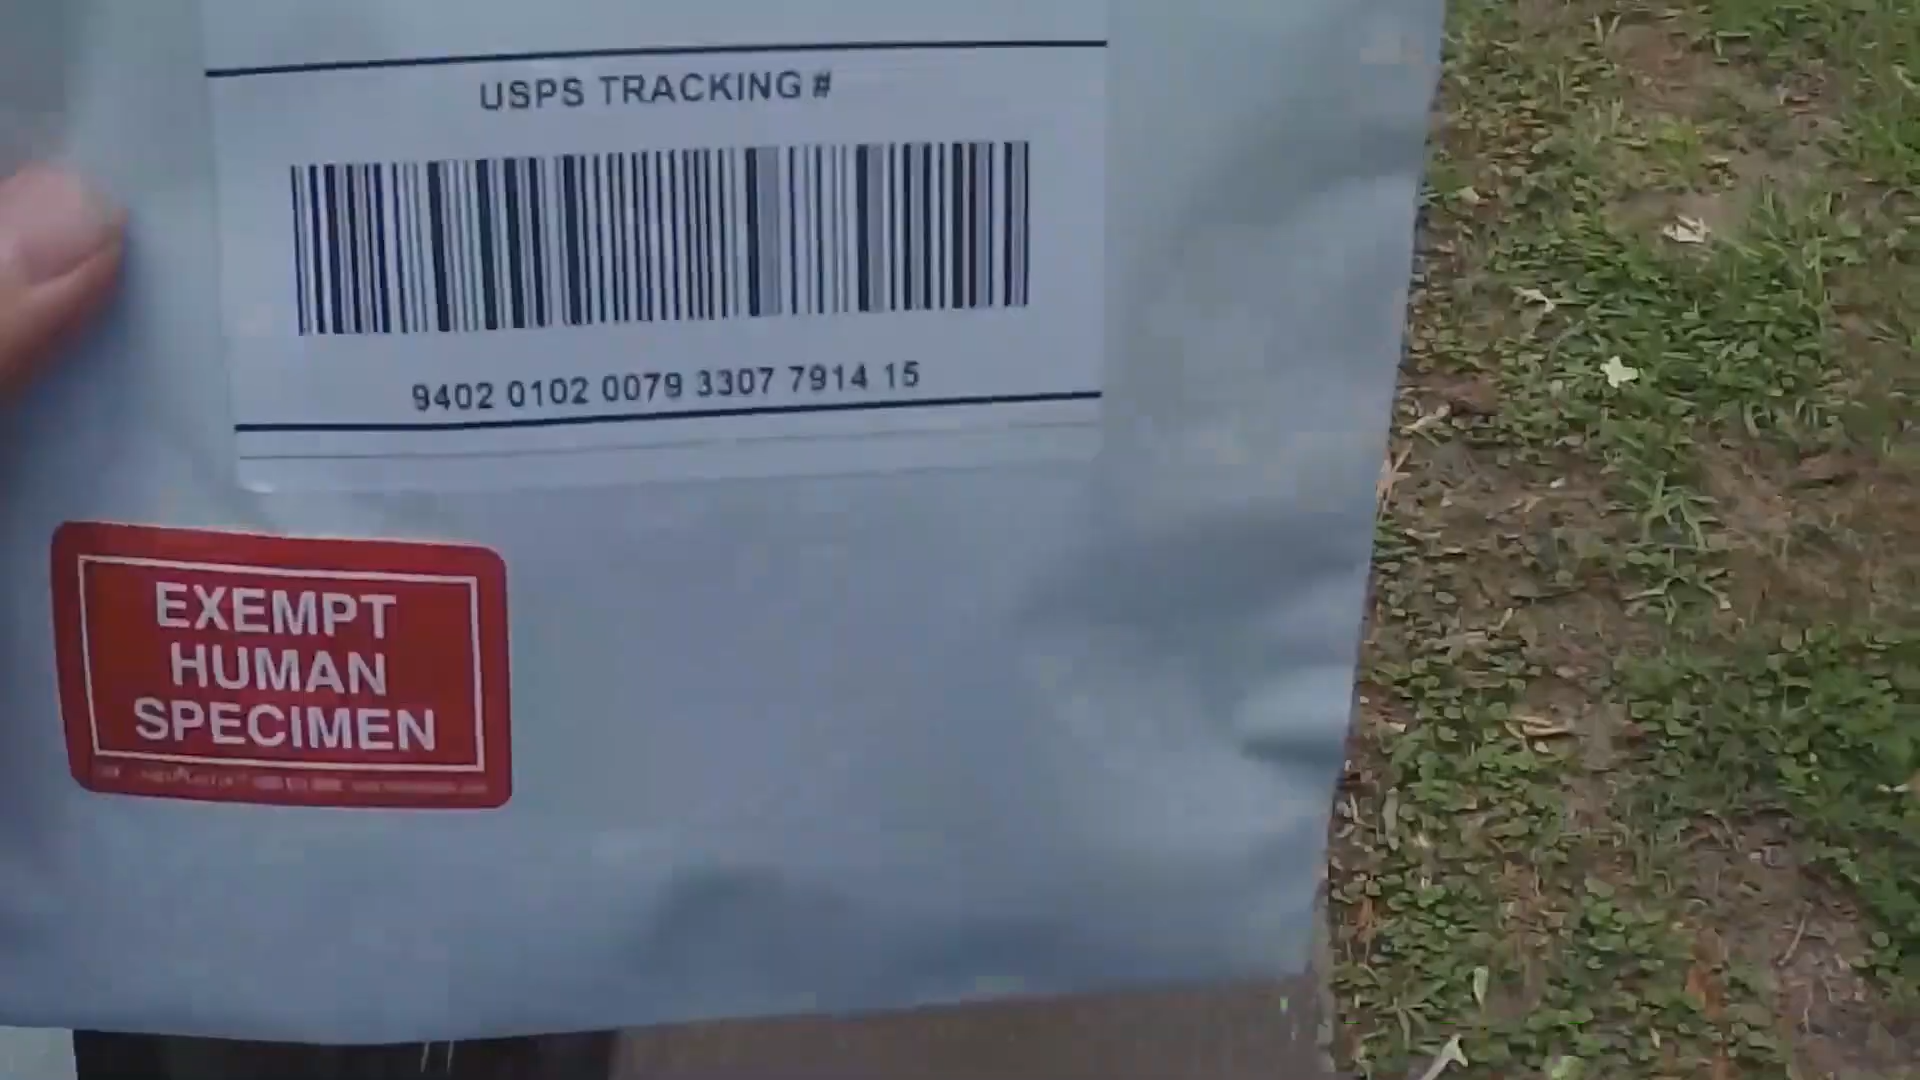 USPS TRACKING #
9402 0102 0079 3307 7914 15
EXEMPT
HUMAN
SPECIMEN